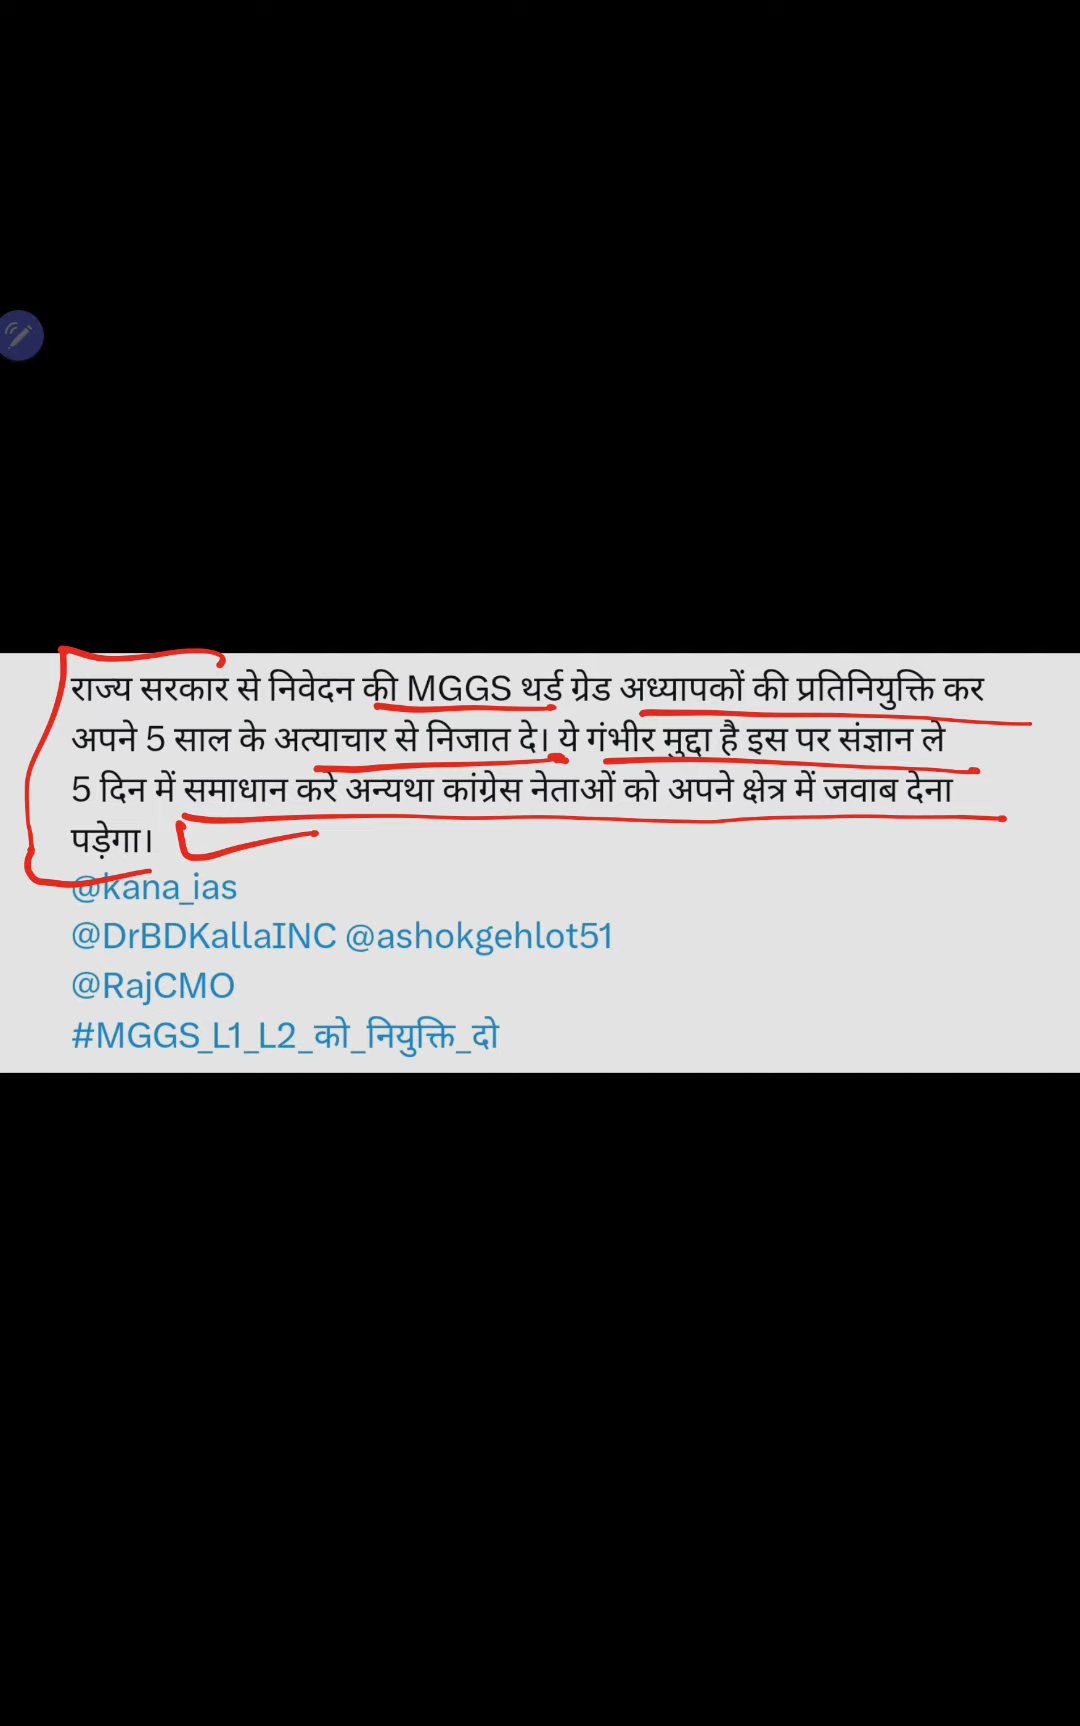 राज्य सरकार से निवेदन की MGGS थर्ड ग्रेड अध्यापकों की प्रतिनियुक्ति कर
अपने 5 साल के अत्याचार से निजात दे। ये गंभीर मुद्दा है इस पर संज्ञान ले
5 दिन में समाधान करे अन्यथा कांग्रेस नेताओं को अपने क्षेत्र में जवाब देना
पड़ेगा।
@kana_ias
@DrBDKallaINC @ashokgehlot51
@RajCMO
#MGGS_L1_L2_को_नियुक्ति_दो